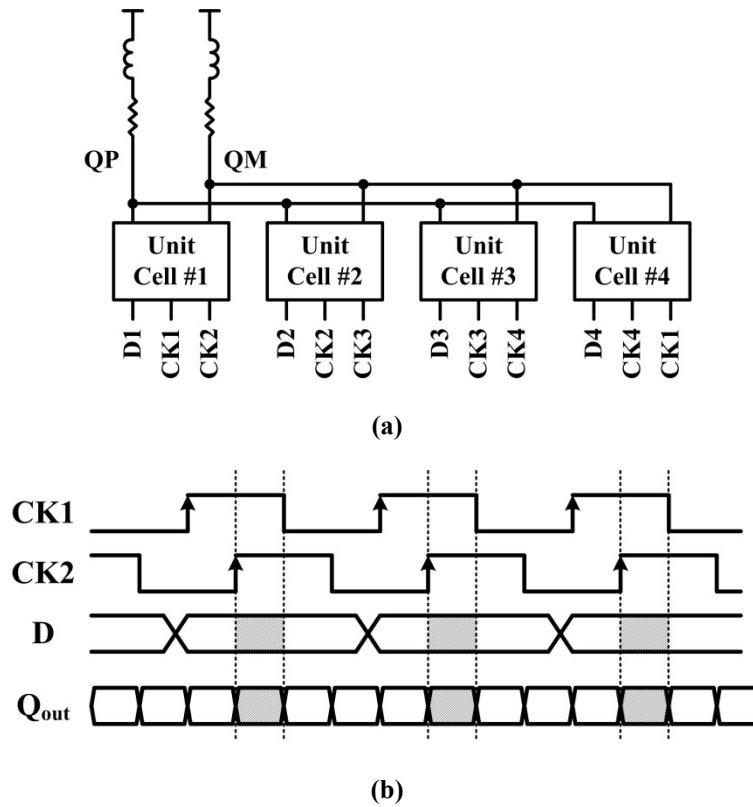 QP QM
Unit Cell #1
Unit Cell #2
Unit Cell #3
Unit Cell #4
D1 CK1 CK2 D2 CK2 CK3 D3 CK3 CK4 D4 CK4 CK1
(a)
CK1
CK2
D
Qout
(b)